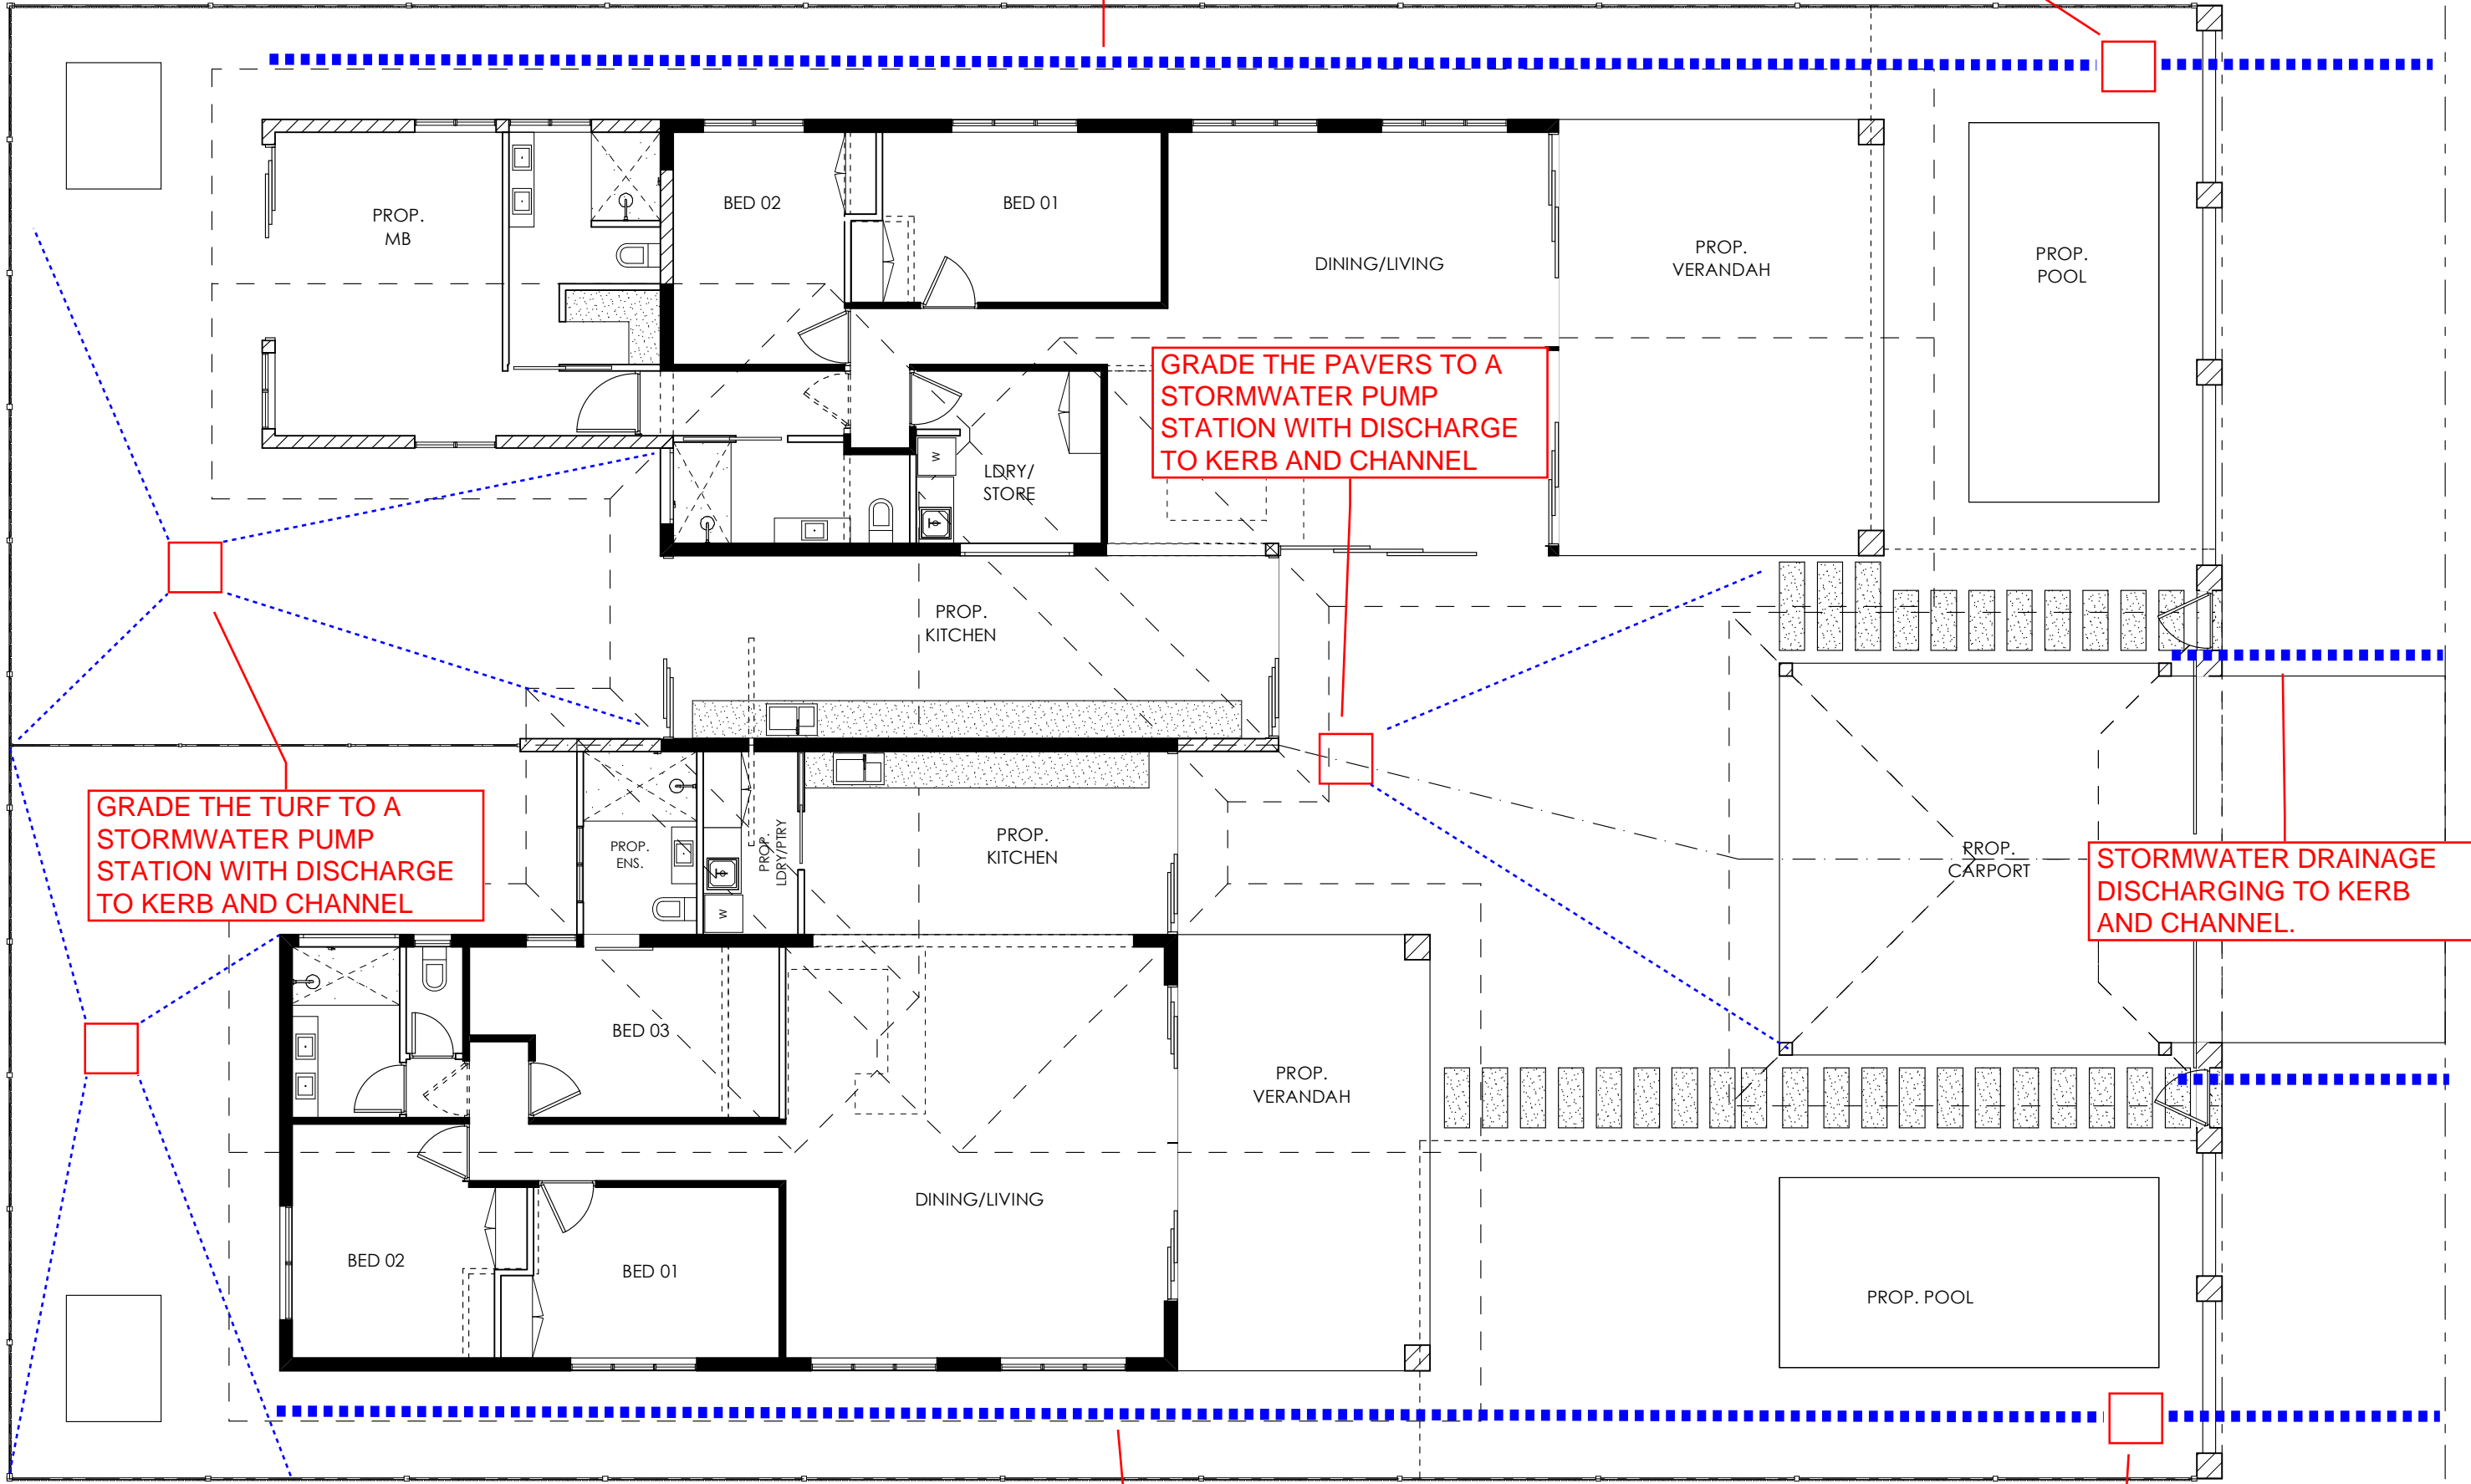 PROP.
MB
BED 02
BED 01
DINING/LIVING
PROP.
VERANDAH
PROP.
POOL
GRADE THE PAVERS TO A
STORMWATER PUMP
STATION WITH DISCHARGE
TO KERB AND CHANNEL
W
LDRY/
STORE
PROP.
KITCHEN
GRADE THE TURF TO A
STORMWATER PUMP
STATION WITH DISCHARGE
TO KERB AND CHANNEL
PROP.
ENS.
PROP.
LDRY/PTRY
W
PROP.
KITCHEN
PROP.
CARPORT
STORMWATER DRAINAGE
DISCHARGING TO KERB
AND CHANNEL.
BED 03
PROP.
VERANDAH
DINING/LIVING
BED 02
BED 01
PROP. POOL